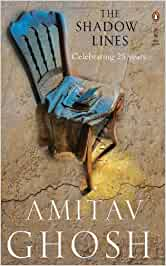 THE
SHADOW
LINES
Celebrating 25 years
AMITAV
GHOSH